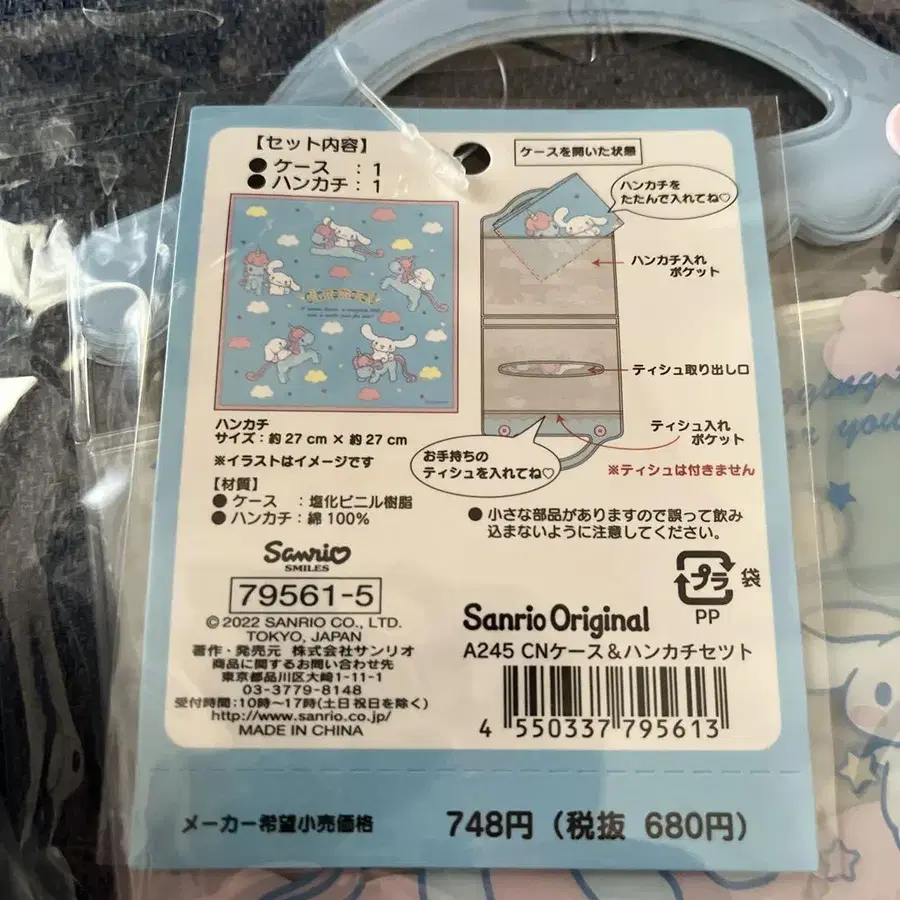 【セット内容】
● ケース : 1
● ハンカチ : 1
ケースを開いた状態
ハンカチを
たたんで入れてね♡
ハンカチ入れ
ポケット
ティシュ取り出し口
ティシュ入れ
ポケット
お手持ちの
ティシュを入れてね♡
※ティシュは付きません
ハンカチ
サイズ：約27cm×約27cm
※イラストはイメージです
【材質】
● ケース ：塩化ビニル樹脂
● ハンカチ：綿100%
● 小さな部品がありますので誤って飲み
込まないように注意してください。
Sanrio
SMILES
79561-5
©2022 SANRIO CO., LTD.
TOKYO, JAPAN
著作・発売元 株式会社サンリオ
商品に関するお問い合わせ先
東京都品川区大崎1-11-1
03-3779-8148
受付時間：10時～17時(土日祝日を除く)
http://www.sanrio.co.jp/
MADE IN CHINA
プラ 袋
PP
Sanrio Original
A245 CNケース＆ハンカチセット
4 550337 795613
メーカー希望小売価格 748円（税抜 680円）